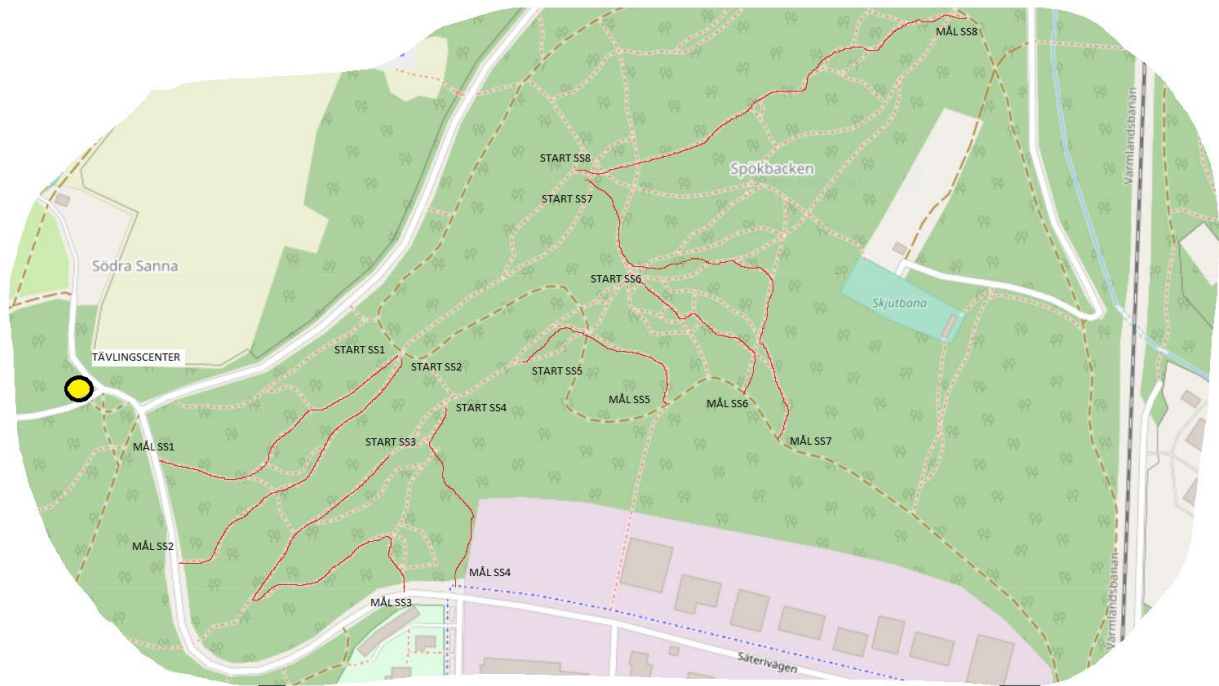 MÅL SS8
Värmlandsbanan
START SS8
Spökbacken
START SS7
Södra Sanna
START SS6
Skjutbana
START SS1
TÄVLINGSCENTER
START SS2
START SS5
MÅL SS5
MÅL SS6
START SS4
MÅL SS7
START SS3
MÅL SS1
MÅL SS2
MÅL SS4
MÅL SS3
Värmlandsbanan
Säterivägen